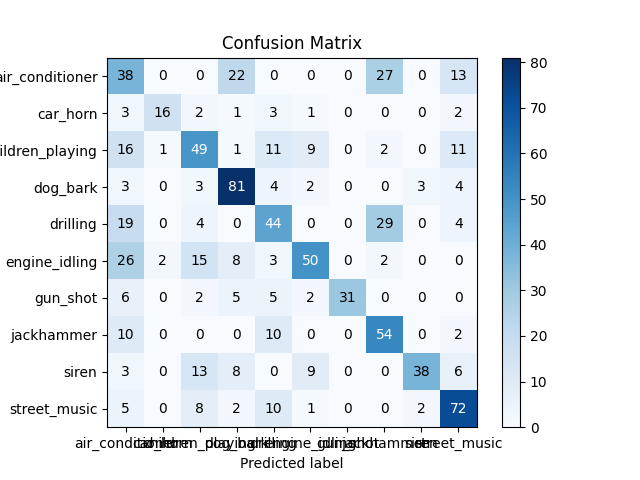 Confusion Matrix
air_conditioner 38 0 0 22 0 0 0 27 0 13
car_horn 3 16 2 1 3 1 0 0 0 2
ildren_playing 16 1 49 1 11 9 0 2 0 11
dog_bark 3 0 3 81 4 2 0 0 3 4
drilling 19 0 4 0 44 0 0 29 0 4
engine_idling 26 2 15 8 3 50 0 2 0 0
gun_shot 6 0 2 5 5 2 31 0 0 0
jackhammer 10 0 0 0 10 0 0 54 0 2
siren 3 0 13 8 0 9 0 0 38 6
street_music 5 0 8 2 10 1 0 0 2 72
street_music
Predicted label
80
70
60
50
40
30
20
10
0